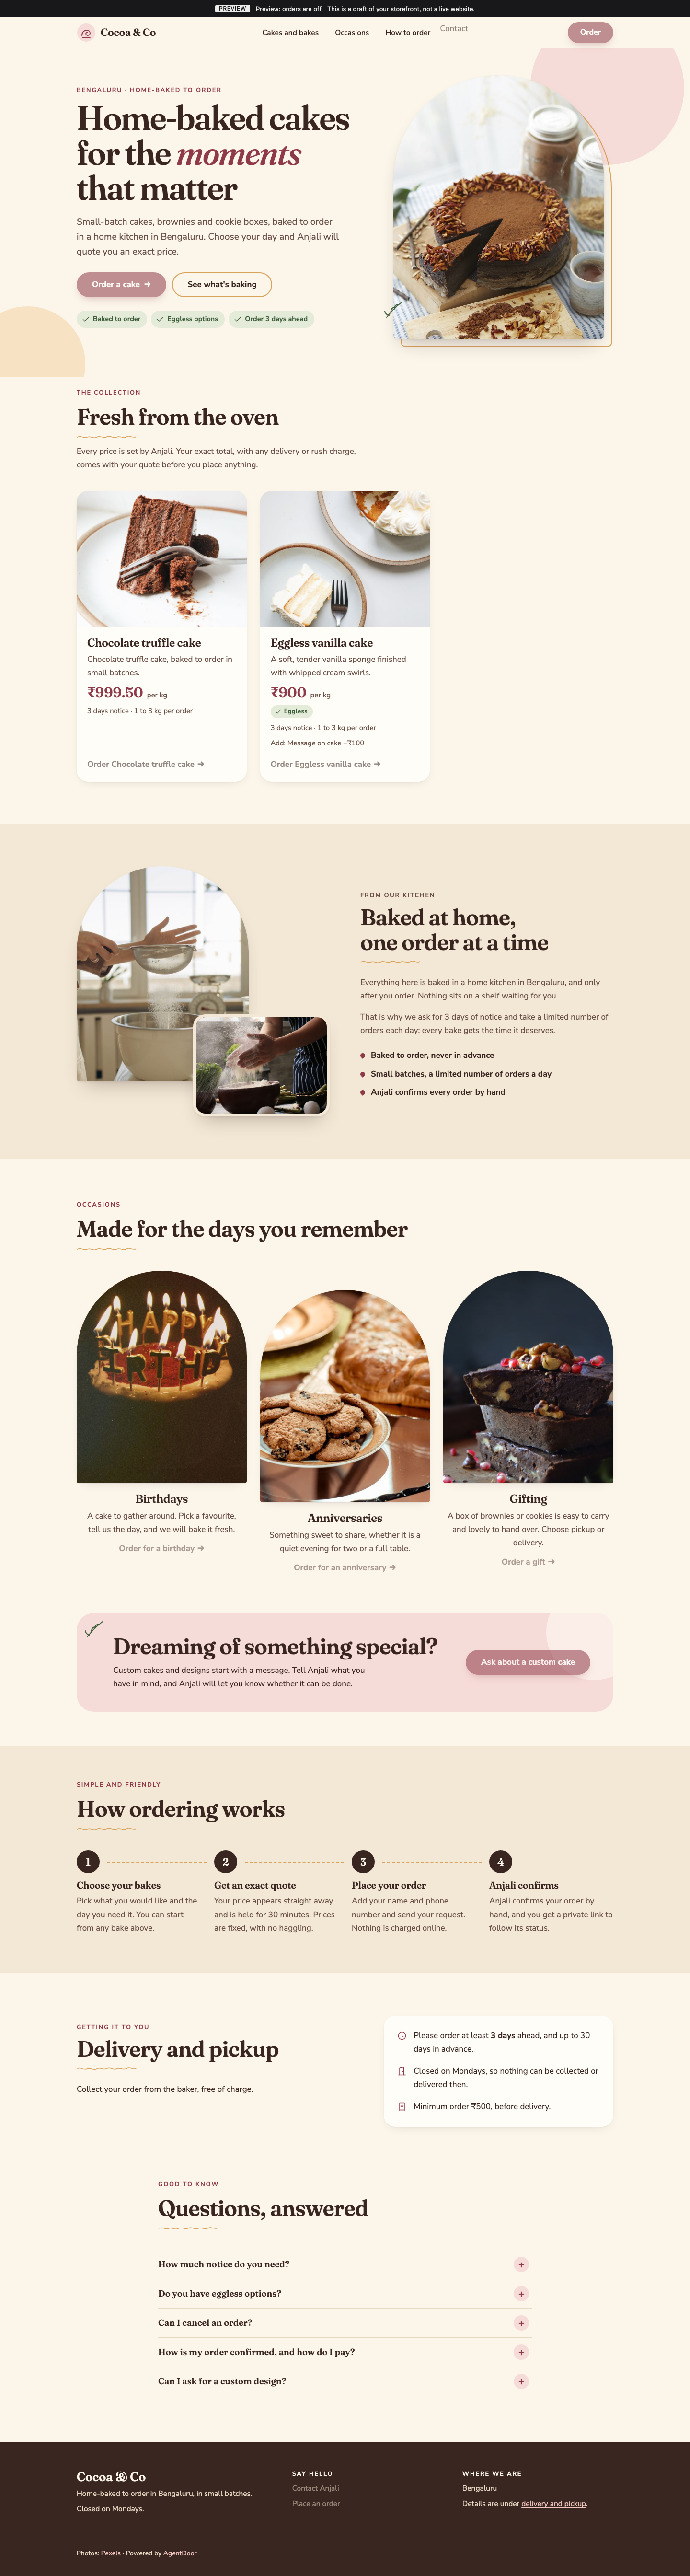 PREVIEW Preview: orders are off This is a draft of your storefront, not a live website.
Cocoa & Co
Cakes and bakes Occasions How to order Contact
Order
BENGALURU · HOME-BAKED TO ORDER
Home-baked cakes
for the moments
that matter
Small-batch cakes, brownies and cookie boxes, baked to order
in a home kitchen in Bengaluru. Choose your day and Anjali will
quote you an exact price.
Order a cake →
See what's baking
Baked to order
Eggless options
Order 3 days ahead
THE COLLECTION
Fresh from the oven
Every price is set by Anjali. Your exact total, with any delivery or rush charge,
comes with your quote before you place anything.
Chocolate truffle cake
Chocolate truffle cake, baked to order in
small batches.
₹999.50 per kg
3 days notice · 1 to 3 kg per order
Order Chocolate truffle cake →
Eggless vanilla cake
A soft, tender vanilla sponge finished
with whipped cream swirls.
₹900 per kg
Eggless
3 days notice · 1 to 3 kg per order
Add: Message on cake +₹100
Order Eggless vanilla cake →
FROM OUR KITCHEN
Baked at home,
one order at a time
Everything here is baked in a home kitchen in Bengaluru, and only
after you order. Nothing sits on a shelf waiting for you.
That is why we ask for 3 days of notice and take a limited number of
orders each day: every bake gets the time it deserves.
Baked to order, never in advance
Small batches, a limited number of orders a day
Anjali confirms every order by hand
OCCASIONS
Made for the days you remember
HAPPY
BIRTHD
Birthdays
A cake to gather around. Pick a favourite,
tell us the day, and we will bake it fresh.
Order for a birthday →
Anniversaries
Something sweet to share, whether it is a
quiet evening for two or a full table.
Order for an anniversary →
Gifting
A box of brownies or cookies is easy to carry
and lovely to hand over. Choose pickup or
delivery.
Order a gift →
Dreaming of something special?
Custom cakes and designs start with a message. Tell Anjali what you
have in mind, and Anjali will let you know whether it can be done.
Ask about a custom cake
SIMPLE AND FRIENDLY
How ordering works
1
Choose your bakes
Pick what you would like and the
day you need it. You can start
from any bake above.
2
Get an exact quote
Your price appears straight away
and is held for 30 minutes. Prices
are fixed, with no haggling.
3
Place your order
Add your name and phone
number and send your request.
Nothing is charged online.
4
Anjali confirms
Anjali confirms your order by
hand, and you get a private link to
follow its status.
GETTING IT TO YOU
Delivery and pickup
Collect your order from the baker, free of charge.
Please order at least 3 days ahead, and up to 30
days in advance.
Closed on Mondays, so nothing can be collected or
delivered then.
Minimum order ₹500, before delivery.
GOOD TO KNOW
Questions, answered
How much notice do you need?
Do you have eggless options?
Can I cancel an order?
How is my order confirmed, and how do I pay?
Can I ask for a custom design?
Cocoa & Co
Home-baked to order in Bengaluru, in small batches.
Closed on Mondays.
SAY HELLO
Contact Anjali
Place an order
WHERE WE ARE
Bengaluru
Details are under delivery and pickup.
Photos: Pexels · Powered by AgentDoor